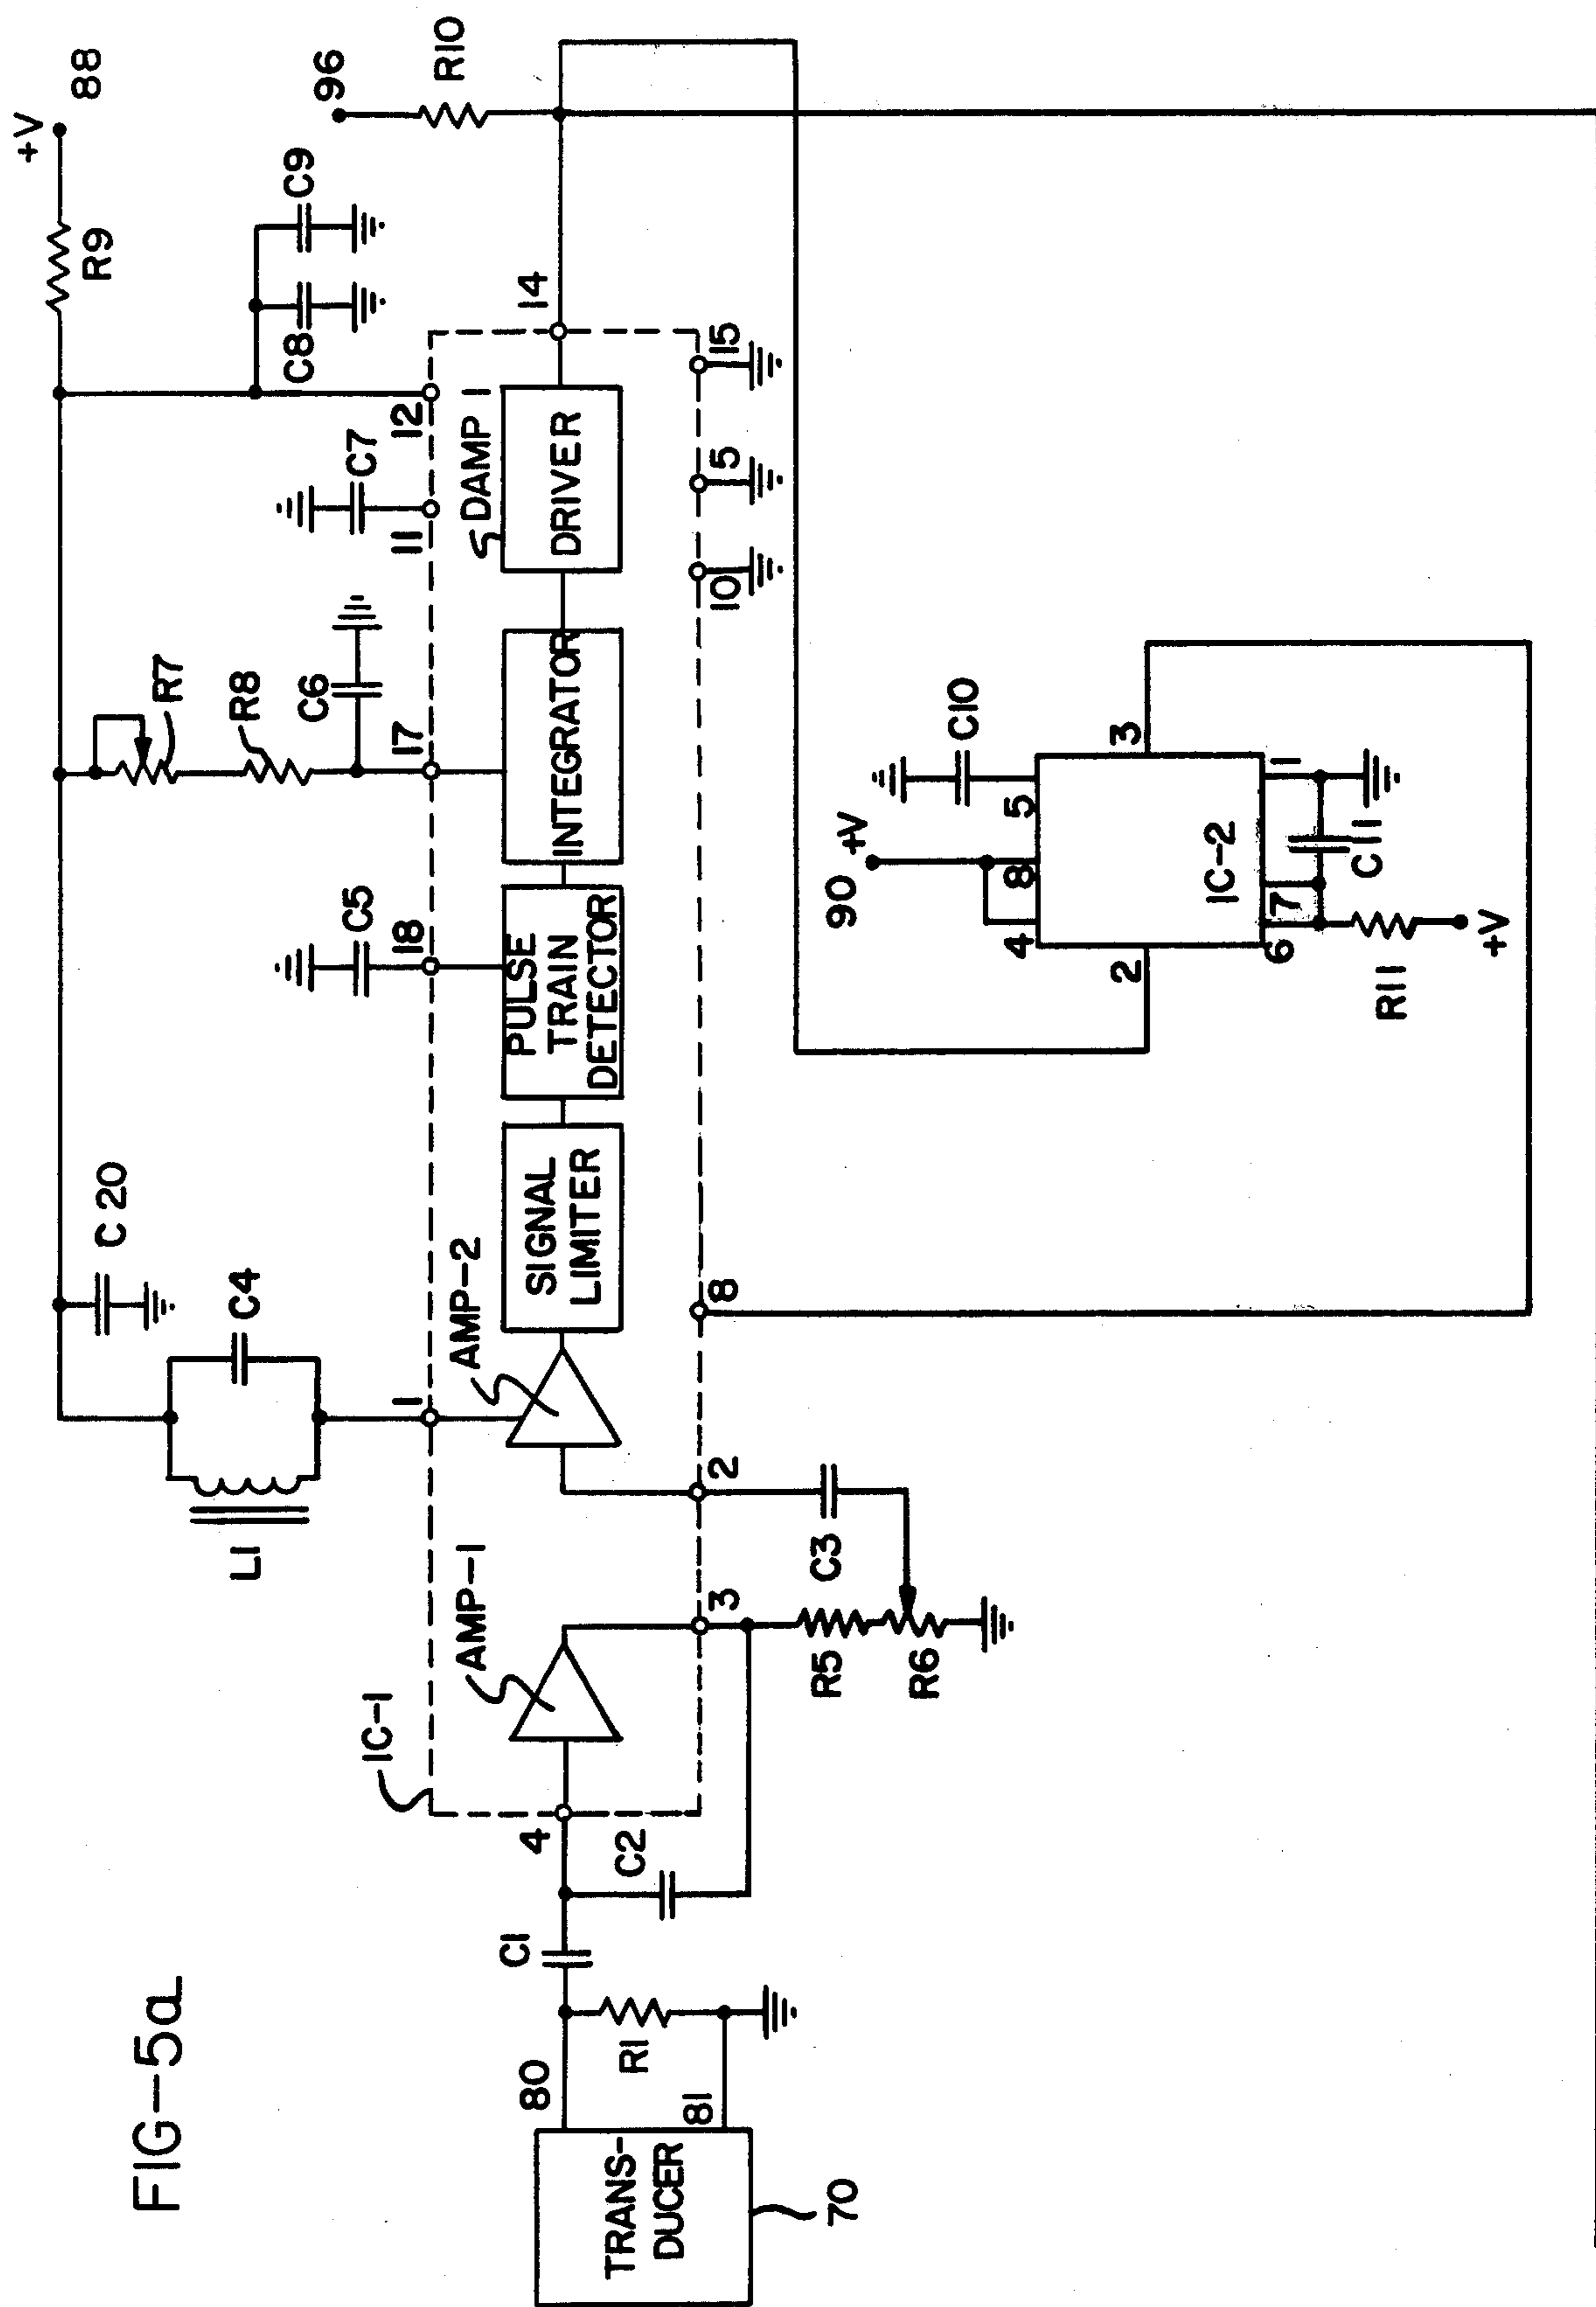 FIG-5a
+V
88
R9
96
R10
C9
C8
C 20
C4
L1
R7
R8
C6
C5
C7
1
18
17
11
12
14
IC-1
AMP-1
AMP-2
DAMP 1
SIGNAL
LIMITER
PULSE
TRAIN
DETECTOR
INTEGRATOR
DRIVER
4
3
2
8
10
5
15
TRANS-
DUCER
70
80
81
R1
C1
C2
R5
R6
C3
90
+V
C10
4
8
5
2
3
IC-2
6
7
1
C11
R11
+V